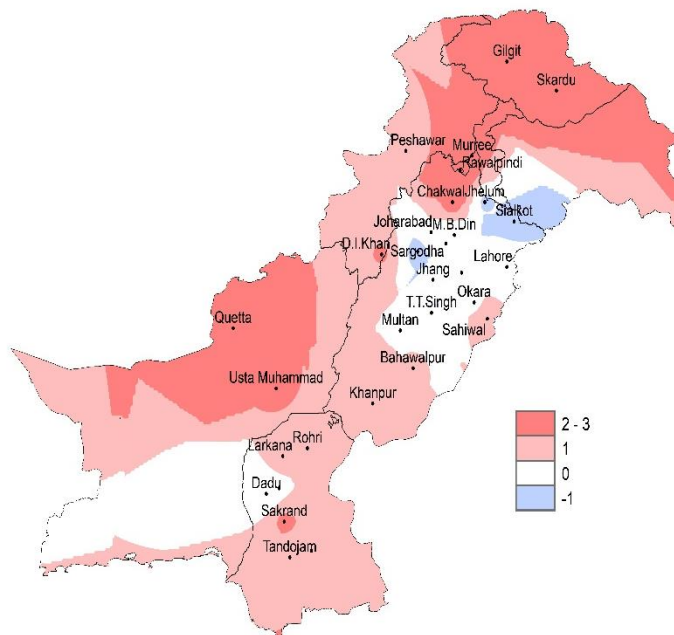 Gilgit
Skardu
Peshawar
Murree
Rawalpindi
Chakwal
Jhelum
Sialkot
Joharabad
M.B.Din
D.I.Khan
Sargodha
Lahore
Jhang
Okara
T.T.Singh
Quetta
Multan
Sahiwal
Bahawalpur
Usta Muhammad
Khanpur
2 - 3
1
0
-1
Larkana
Rohri
Dadu
Sakrand
Tandojam